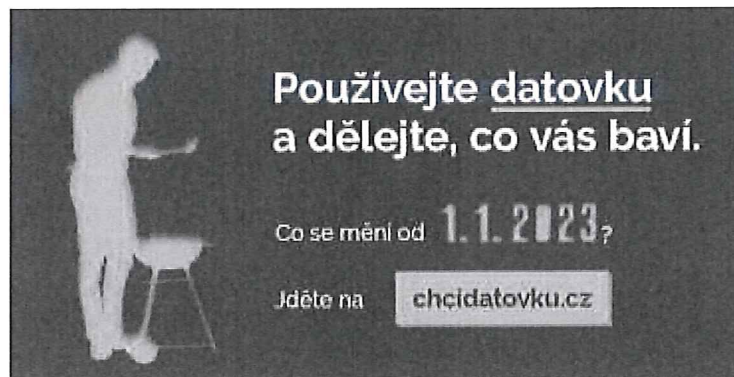 Používejte datovku
a dělejte, co vás baví.
Co se mění od 1.1.2023?
Jděte na chcidatovku.cz